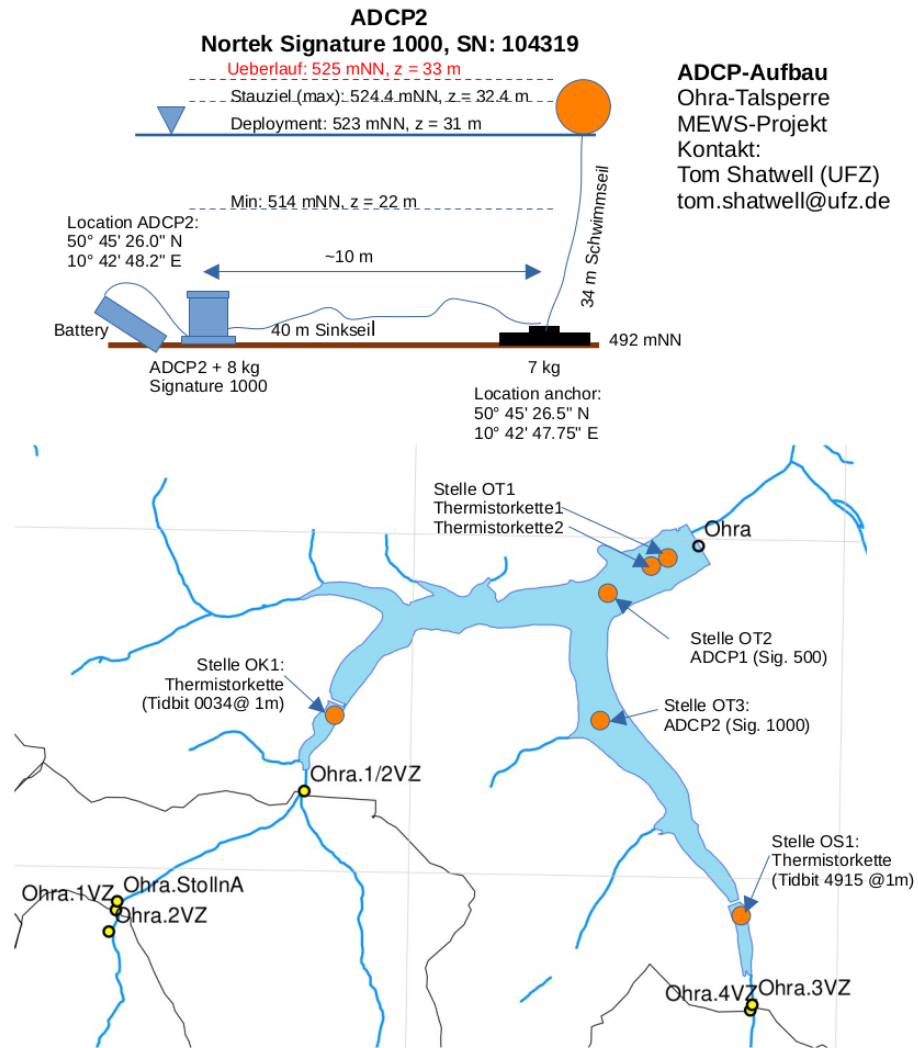 ADCP2
Nortek Signature 1000, SN: 104319
Ueberlauf: 525 mNN, z = 33 m
Stauziel (max): 524.4 mNN, z = 32.4 m
Deployment: 523 mNN, z = 31 m
Min: 514 mNN, z = 22 m
ADCP-Aufbau
Ohra-Talsperre
MEWS-Projekt
Kontakt:
Tom Shatwell (UFZ)
tom.shatwell@ufz.de
Location ADCP2:
50° 45' 26.0" N
10° 42' 48.2" E
~10 m
34 m Schwimmseil
Battery
40 m Sinkseil
492 mNN
ADCP2 + 8 kg
Signature 1000
7 kg
Location anchor:
50° 45' 26.5" N
10° 42' 47.75" E
Stelle OT1
Thermistorkette1
Thermistorkette2
Ohra
Stelle OT2
ADCP1 (Sig. 500)
Stelle OK1:
Thermistorkette
(Tidbit 0034@ 1m)
Stelle OT3:
ADCP2 (Sig. 1000)
Ohra.1/2VZ
Stelle OS1:
Thermistorkette
(Tidbit 4915 @1m)
Ohra.1VZ
Ohra.StollnA
Ohra.2VZ
Ohra.4VZ
Ohra.3VZ